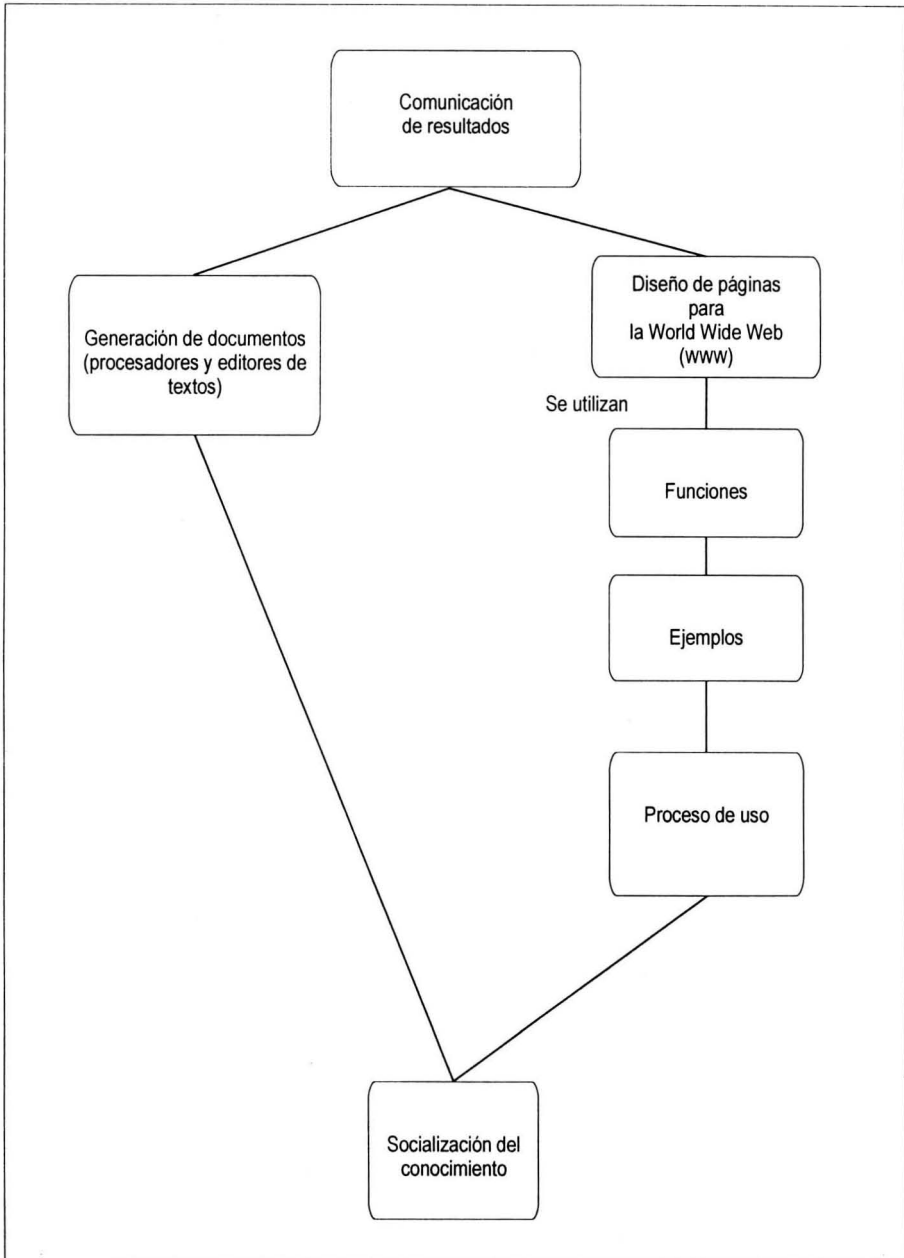 Comunicación
de resultados
Generación de documentos
(procesadores y editores de
textos)
Diseño de páginas
para
la World Wide Web
(www)
Se utilizan
Funciones
Ejemplos
Proceso de uso
Socialización del
conocimiento